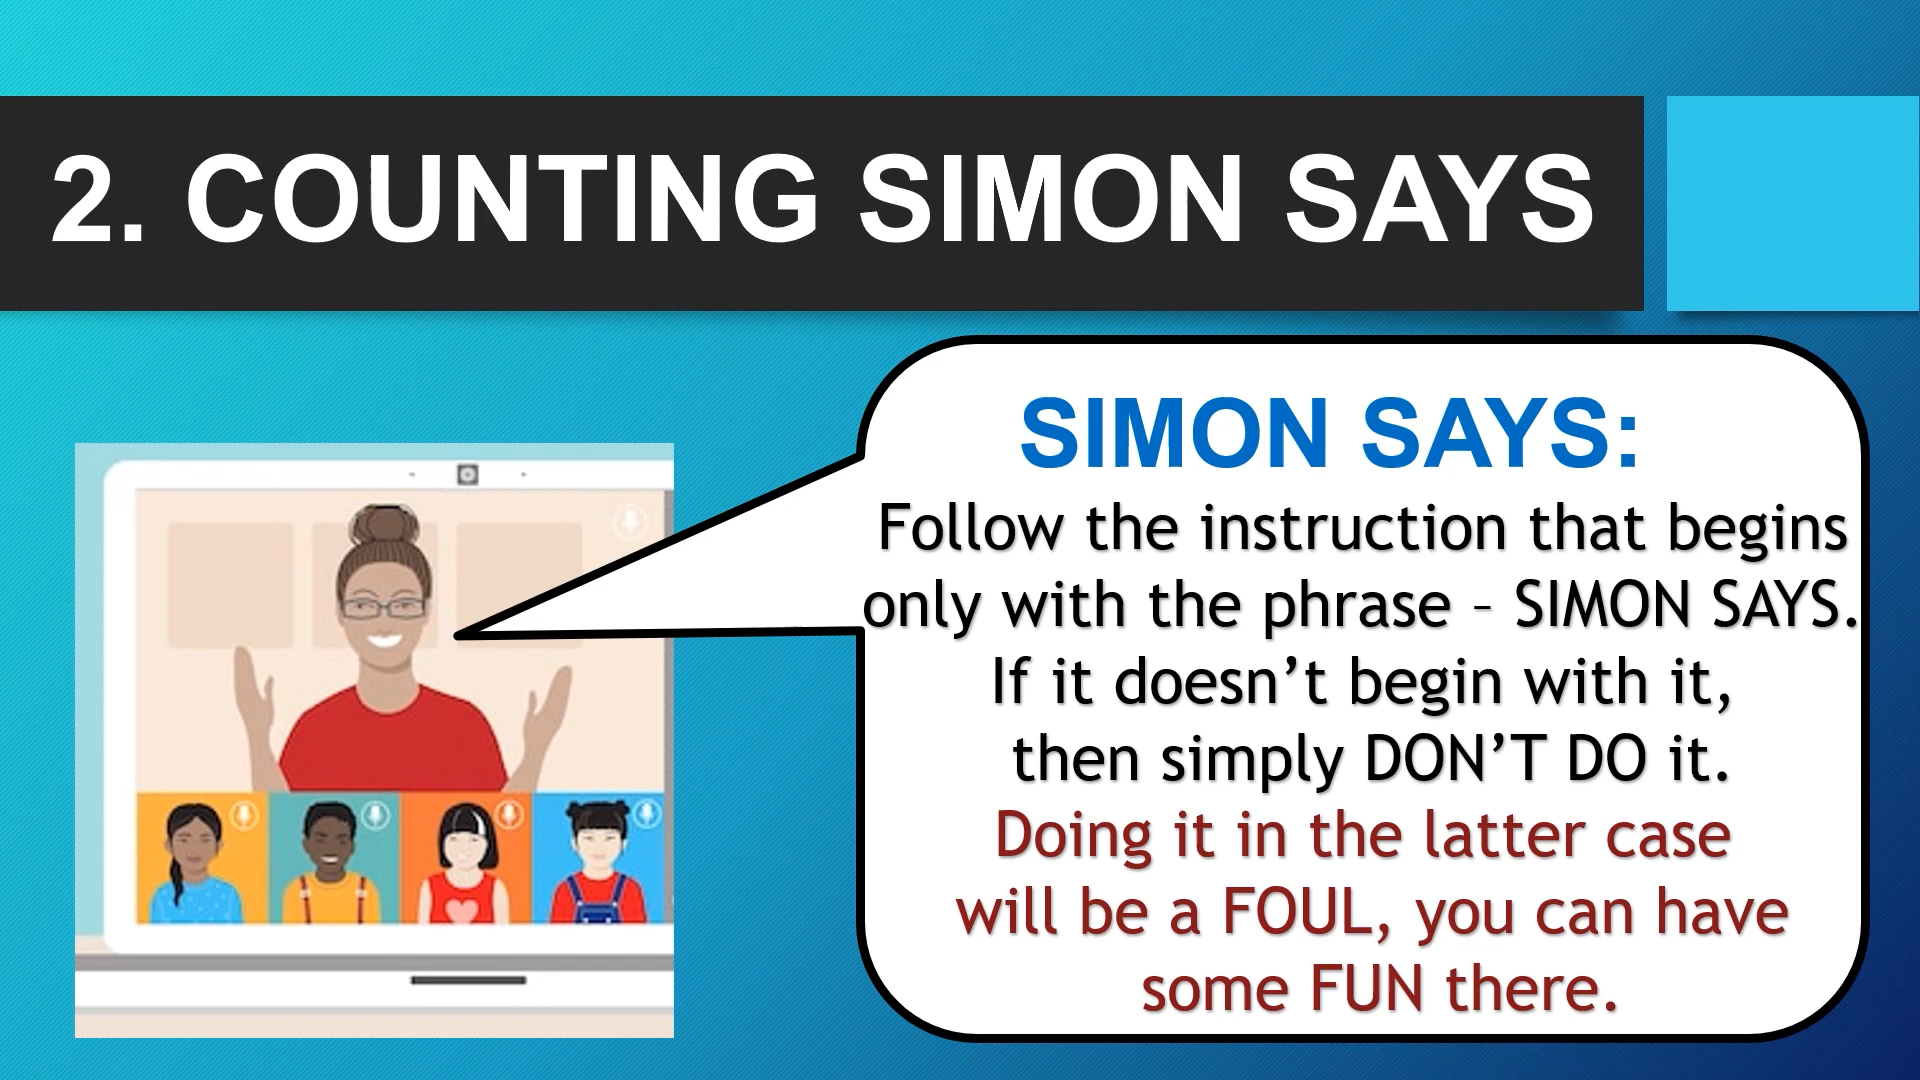 2. COUNTING SIMON SAYS
SIMON SAYS:
Follow the instruction that begins
only with the phrase – SIMON SAYS.
If it doesn’t begin with it,
then simply DON’T DO it.
Doing it in the latter case
will be a FOUL, you can have
some FUN there.